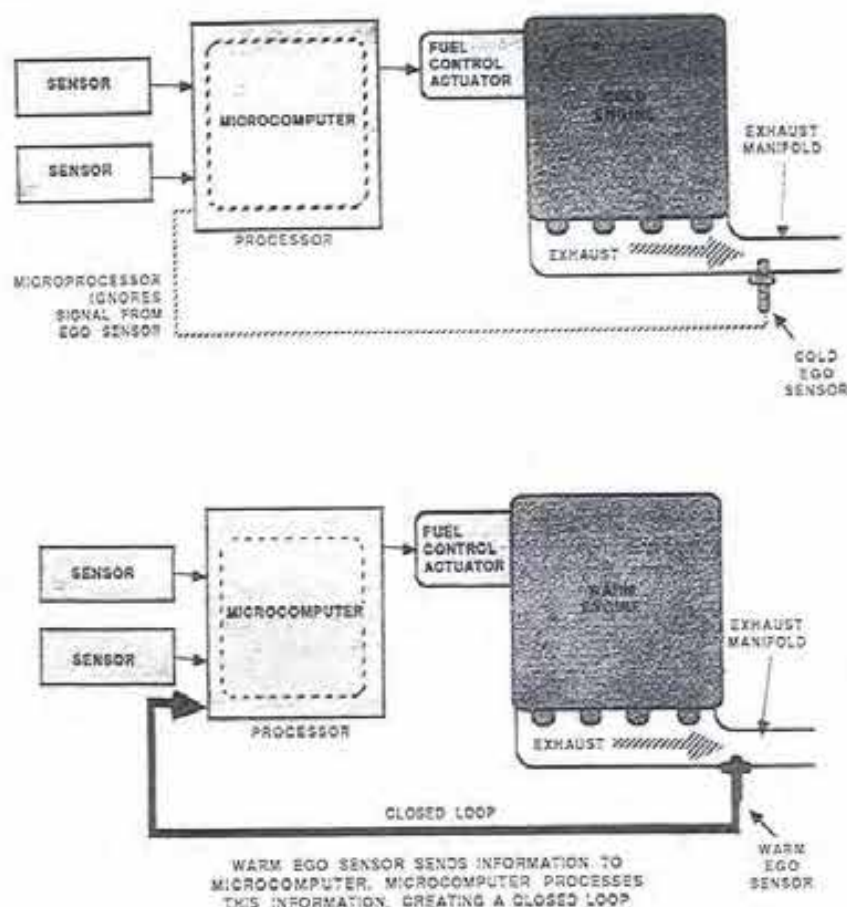 SENSOR
SENSOR
MICROCOMPUTER
PROCESSOR
FUEL
CONTROL
ACTUATOR
COLD
ENGINE
EXHAUST
MANIFOLD
EXHAUST
MICROPROCESSOR
IGNORES
SIGNAL FROM
EGO SENSOR
COLD
EGO
SENSOR
SENSOR
SENSOR
MICROCOMPUTER
PROCESSOR
FUEL
CONTROL
ACTUATOR
WARM
ENGINE
EXHAUST
MANIFOLD
EXHAUST
CLOSED LOOP
WARM
EGO
SENSOR
WARM EGO SENSOR SENDS INFORMATION TO
MICROCOMPUTER. MICROCOMPUTER PROCESSES
THIS INFORMATION, CREATING A CLOSED LOOP